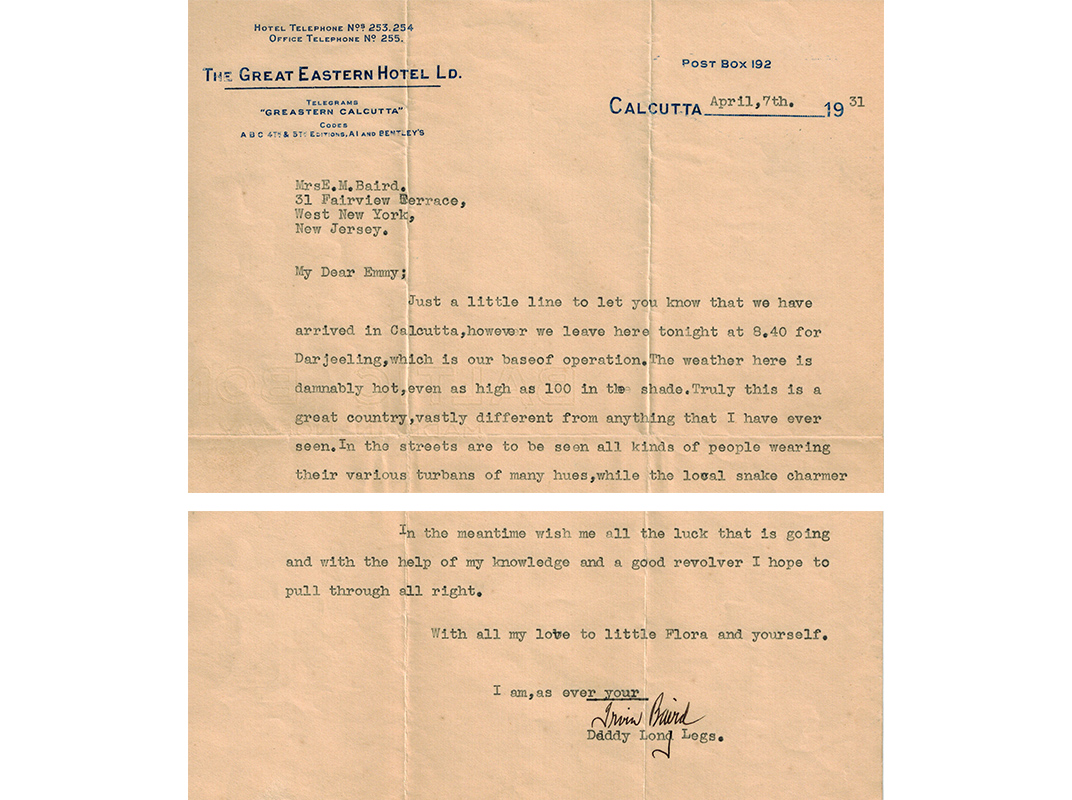 HOTEL TELEPHONE Nos 253.254
OFFICE TELEPHONE No 255.
THE GREAT EASTERN HOTEL LD.
TELEGRAMS
"GREASTERN CALCUTTA"
CODES
A B C 4TH & 5TH EDITIONS, A1 AND BENTLEY'S
POST BOX 192
CALCUTTA April,7th. 1931
MrsE.M.Baird.
31 Fairview Terrace,
West New York,
New Jersey.
My Dear Emmy;
Just a little line to let you know that we have
arrived in Calcutta,however we leave here tonight at 8.40 for
Darjeeling,which is our baseof operation.The weather here is
damnably hot,even as high as 100 in the shade.Truly this is a
great country,vastly different from anything that I have ever
seen.In the streets are to be seen all kinds of people wearing
their various turbans of many hues,while the local snake charmer
In the meantime wish me all the luck that is going
and with the help of my knowledge and a good revolver I hope to
pull through all right.
With all my love to little Flora and yourself.
I am,as ever your
Irvin Baird
Daddy Long Legs.